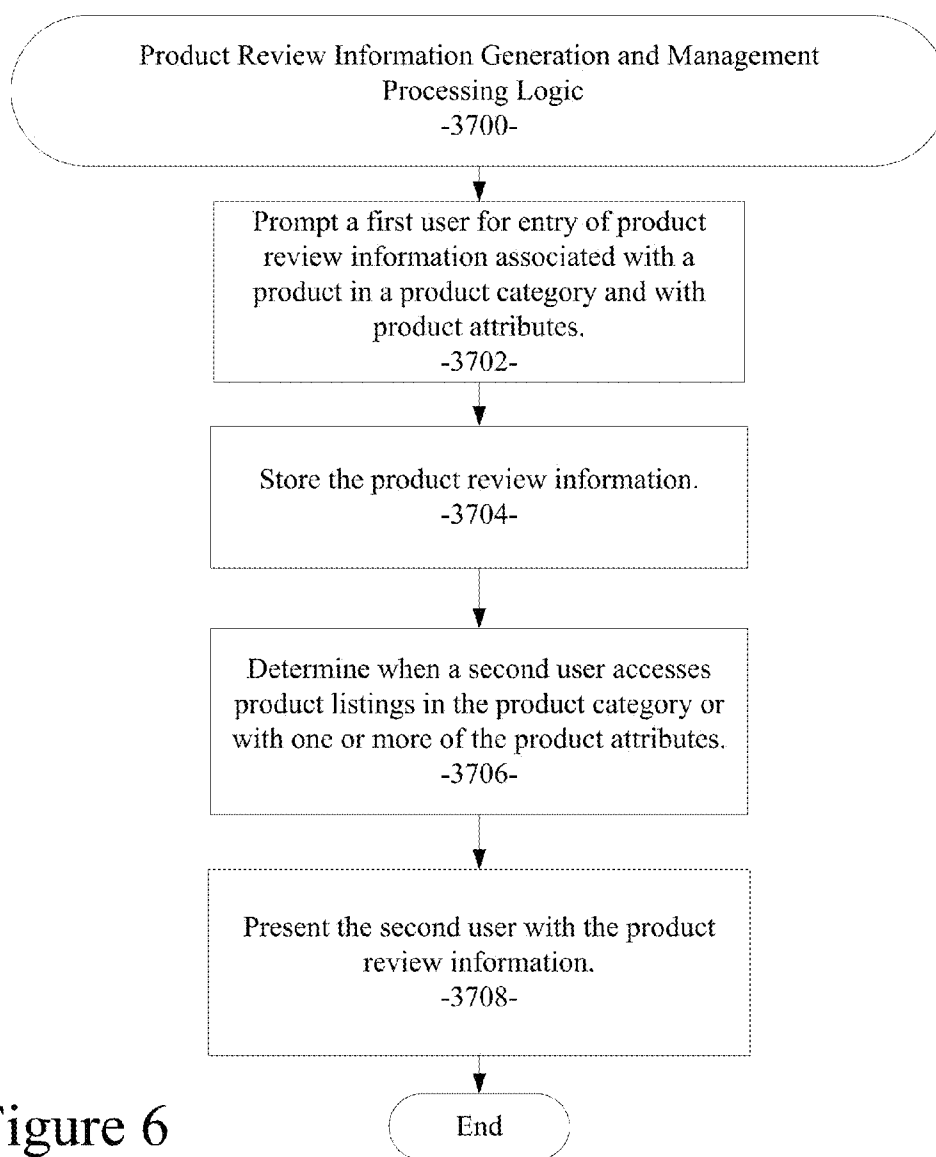 Product Review Information Generation and Management
Processing Logic
-3700-
Prompt a first user for entry of product
review information associated with a
product in a product category and with
product attributes.
-3702-
Store the product review information.
-3704-
Determine when a second user accesses
product listings in the product category or
with one or more of the product attributes.
-3706-
Present the second user with the product
review information.
-3708-
End
Figure 6